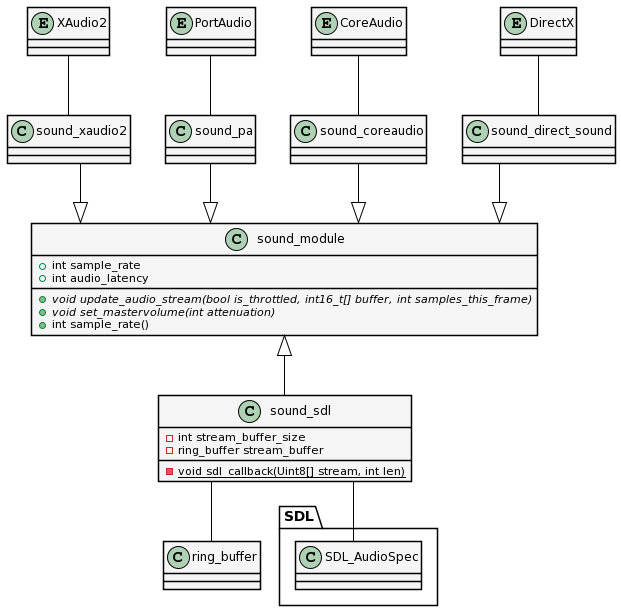 E XAudio2
E PortAudio
E CoreAudio
E DirectX
C sound_xaudio2
C sound_pa
C sound_coreaudio
C sound_direct_sound
C sound_module
int sample_rate
int audio_latency
void update_audio_stream(bool is_throttled, int16_t[] buffer, int samples_this_frame)
void set_mastervolume(int attenuation)
int sample_rate()
C sound_sdl
int stream_buffer_size
ring_buffer stream_buffer
void sdl_callback(Uint8[] stream, int len)
SDL
C ring_buffer
C SDL_AudioSpec